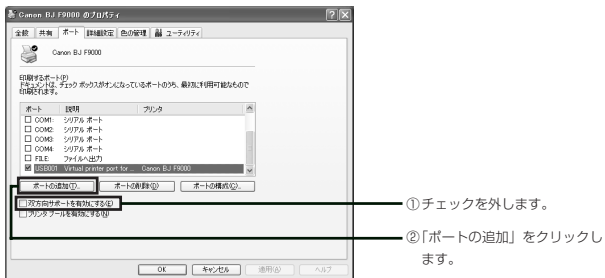 Canon BJ F9000 のプロパティ
全般 共有 ポート 詳細設定 色の管理 ユーティリティ
Canon BJ F9000
印刷するポート(P)
ドキュメントは、チェック ボックスがオンになっているポートのうち、最初に利用可能なもので
印刷されます。
ポート 説明 プリンタ
COM1: シリアル ポート
COM2: シリアル ポート
COM3: シリアル ポート
COM4: シリアル ポート
FILE: ファイルへ出力
USB001 Virtual printer port for ... Canon BJ F9000
ポートの追加(T)... ポートの削除(D) ポートの構成(C)...
双方向サポートを有効にする(E)
プリンタ プールを有効にする(N)
OK キャンセル 適用(A) ヘルプ
①チェックを外します。
②「ポートの追加」をクリックし
ます。